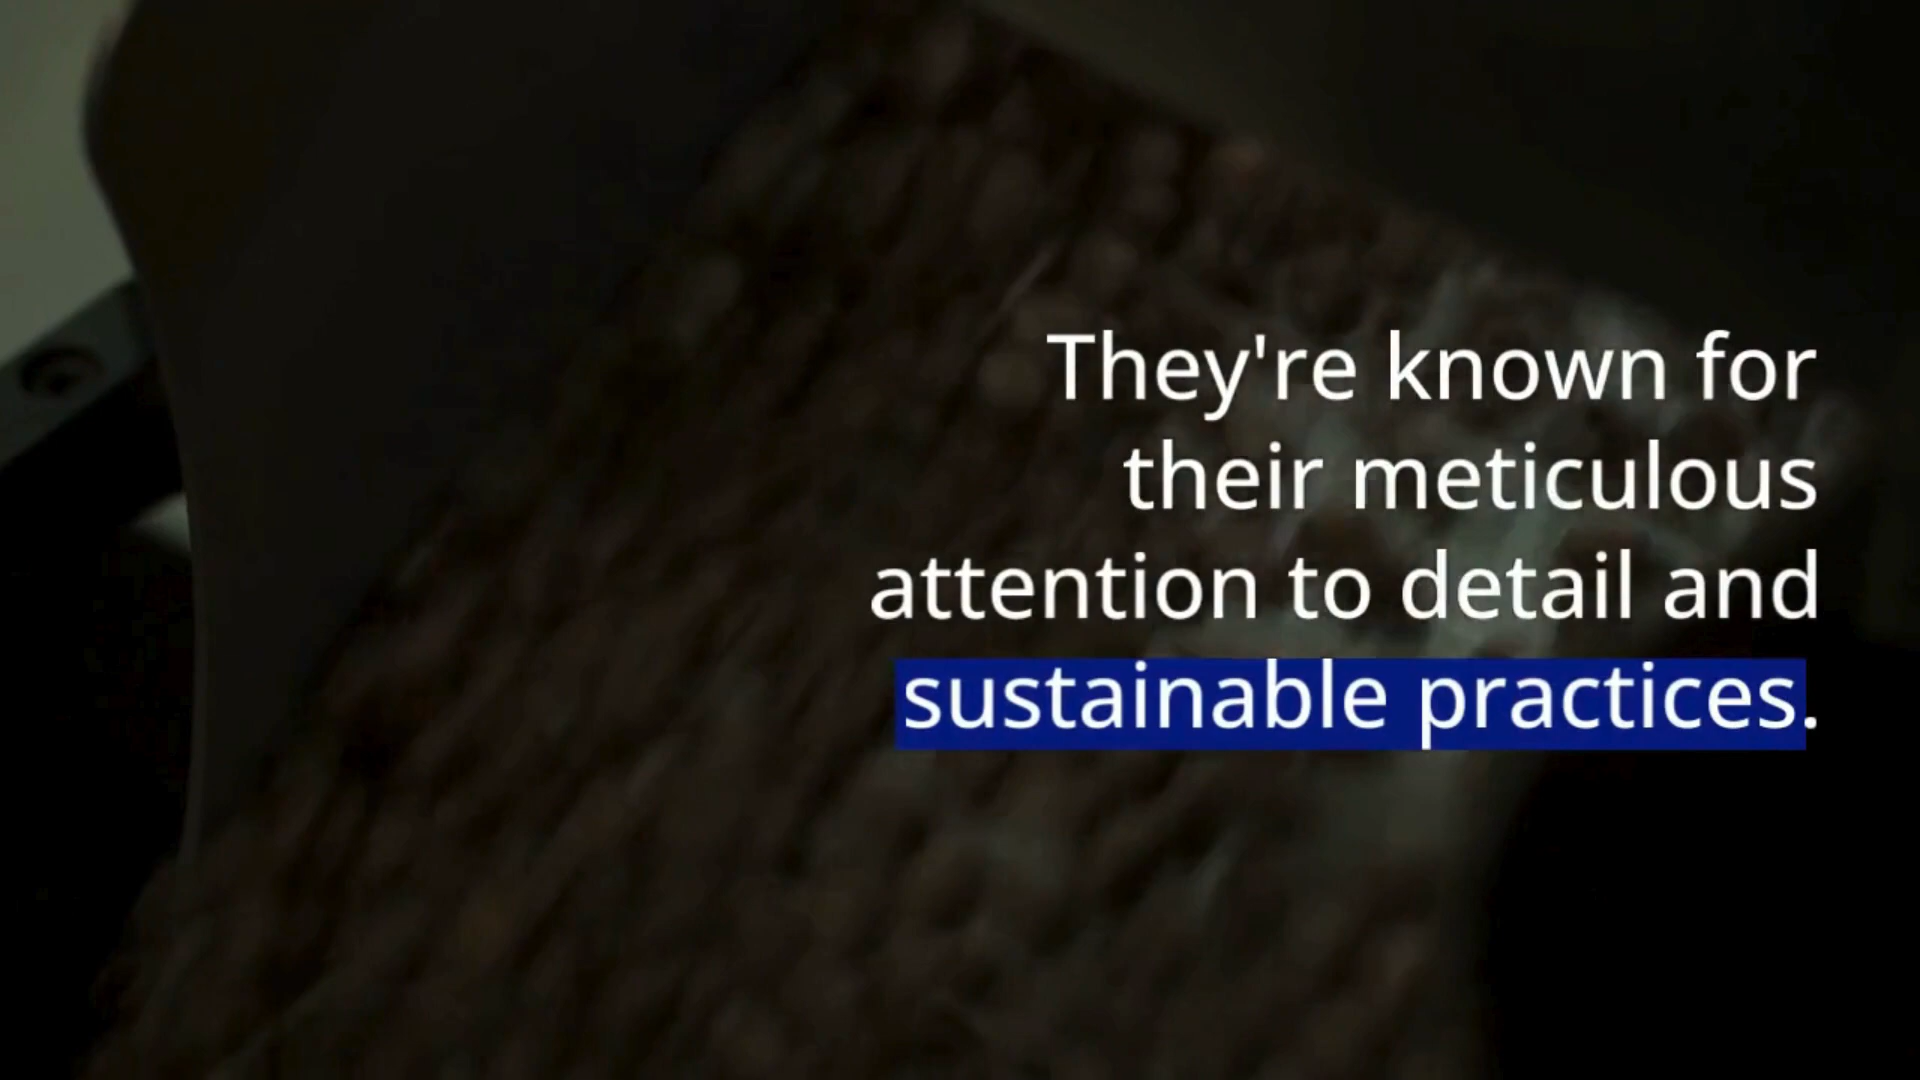 They're known for
their meticulous
attention to detail and
sustainable practices.